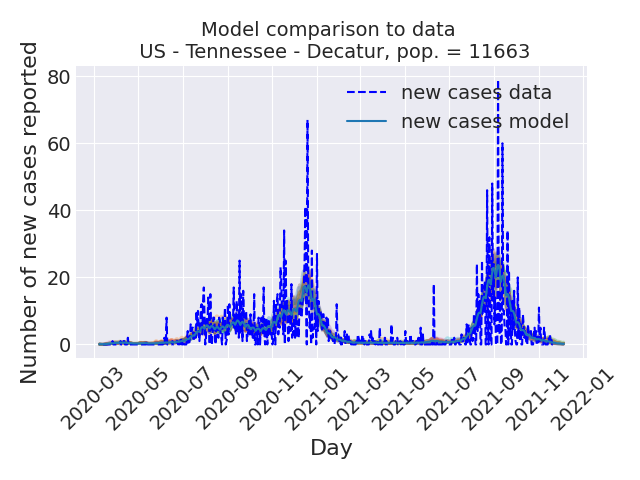 Model comparison to data
US - Tennessee - Decatur, pop. = 11663
Number of new cases reported
80
60
40
20
0
new cases data
new cases model
2020-03
2020-05
2020-07
2020-09
2020-11
2021-01
2021-03
2021-05
2021-07
2021-09
2021-11
2022-01
Day